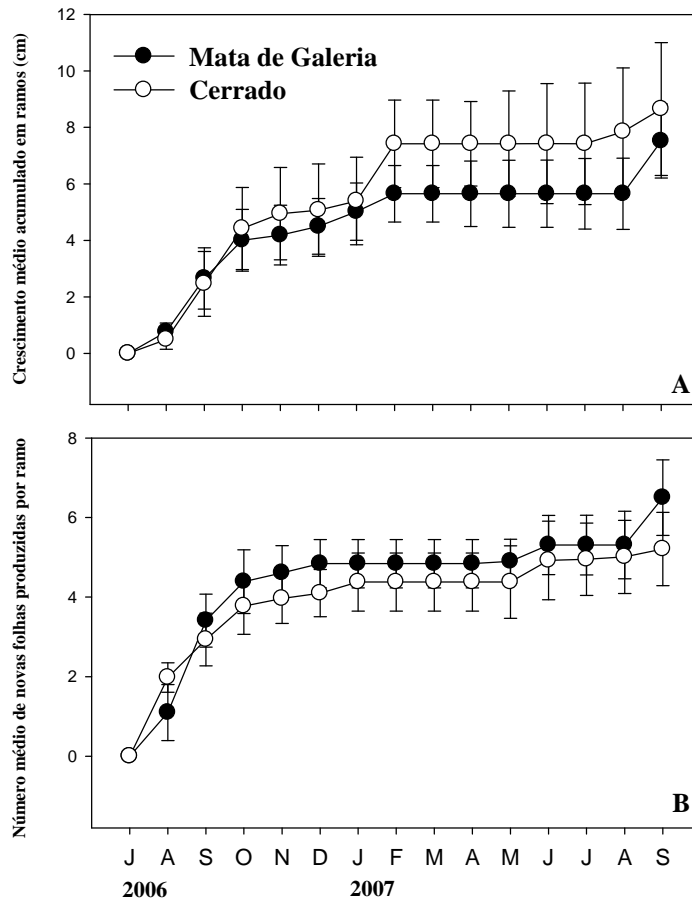 12
10
8
6
4
2
0
Crescimento médio acumulado em ramos (cm)
Mata de Galeria
Cerrado
A
8
6
4
2
0
Número médio de novas folhas produzidas por ramo
B
J A S O N D J F M A M J J A S
2006 2007